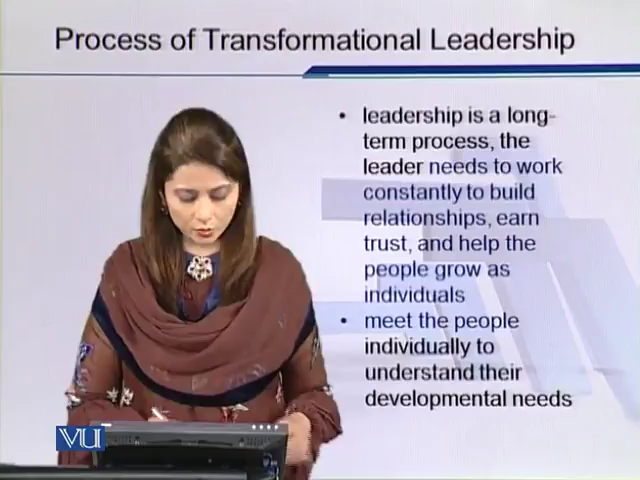 Process of Transformational Leadership
• leadership is a long-
term process, the
leader needs to work
constantly to build
relationships, earn
trust, and help the
people grow as
individuals
• meet the people
individually to
understand their
developmental needs
VU